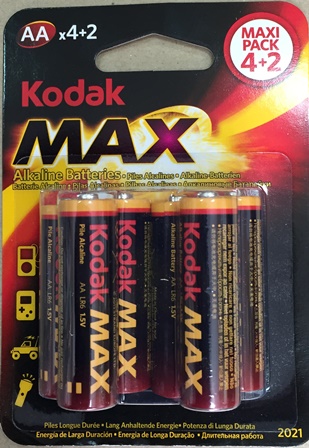 AA x4+2
MAXI
PACK
4+2
Kodak
MAX
Alkaline Batteries • Piles Alcalines • Alkaline-Batterien
Pile Alcaline
Kodak
MAX
AA LR6 1.5V
Kodak
MAX
Alkaline Battery
AA LR6 1.5V
Kodak
MAX
Piles Longue Durée • Lang Anhaltende Energie • Potenza di Lunga Durata
Energía de Larga Duración • Energia de Longa Duração • Длительная работа
2021